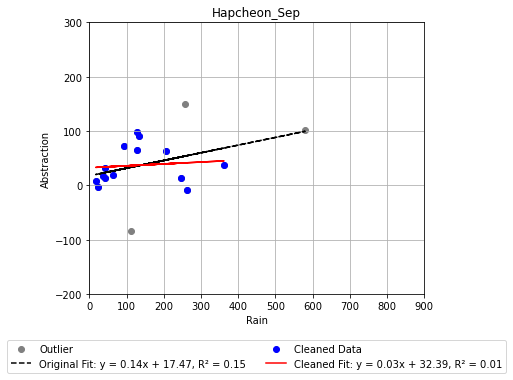 Hapcheon_Sep
300
200
100
0
−100
−200
Abstraction
0 100 200 300 400 500 600 700 800 900
Rain
Outlier Cleaned Data
Original Fit: y = 0.14x + 17.47, R² = 0.15 Cleaned Fit: y = 0.03x + 32.39, R² = 0.01